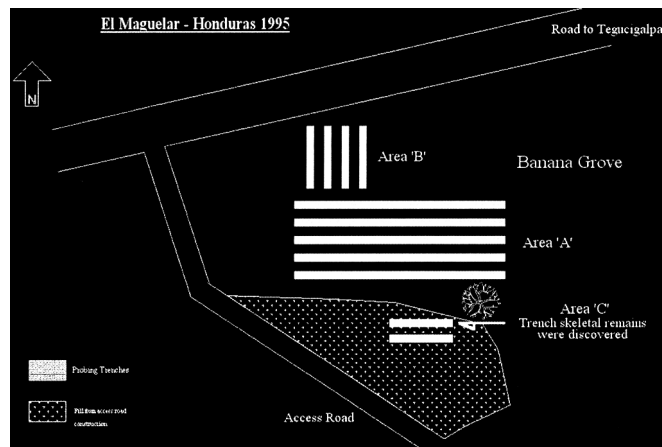 El Maguelar - Honduras 1995
Road to Tegucigalpa
N
Area 'B'
Banana Grove
Area 'A'
Area 'C'
Trench skeletal remains
were discovered
Probing Trenches
Fill from access road
construction
Access Road